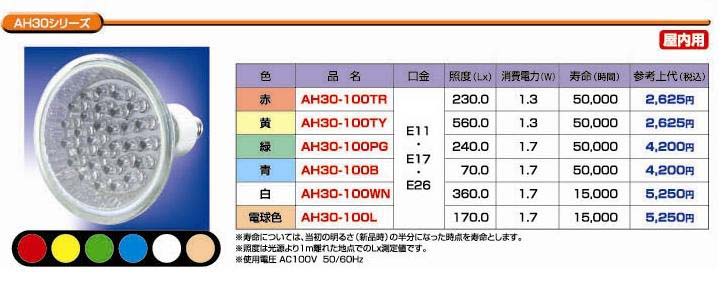 AH30シリーズ
屋内用
色 品 名 口金 照度(Lx) 消費電力(W) 寿命(時間) 参考上代(税込)
赤 AH30-100TR E11・E17・E26 230.0 1.3 50,000 2,625円
黄 AH30-100TY 560.0 1.3 50,000 2,625円
緑 AH30-100PG 240.0 1.7 50,000 4,200円
青 AH30-100B 70.0 1.7 50,000 4,200円
白 AH30-100WN 360.0 1.7 15,000 5,250円
電球色 AH30-100L 170.0 1.7 15,000 5,250円
※寿命については、当初の明るさ(新品時)の半分になった時点を寿命とします。
※照度は光源より1m離れた地点でのLx測定値です。
※使用電圧 AC100V 50/60Hz